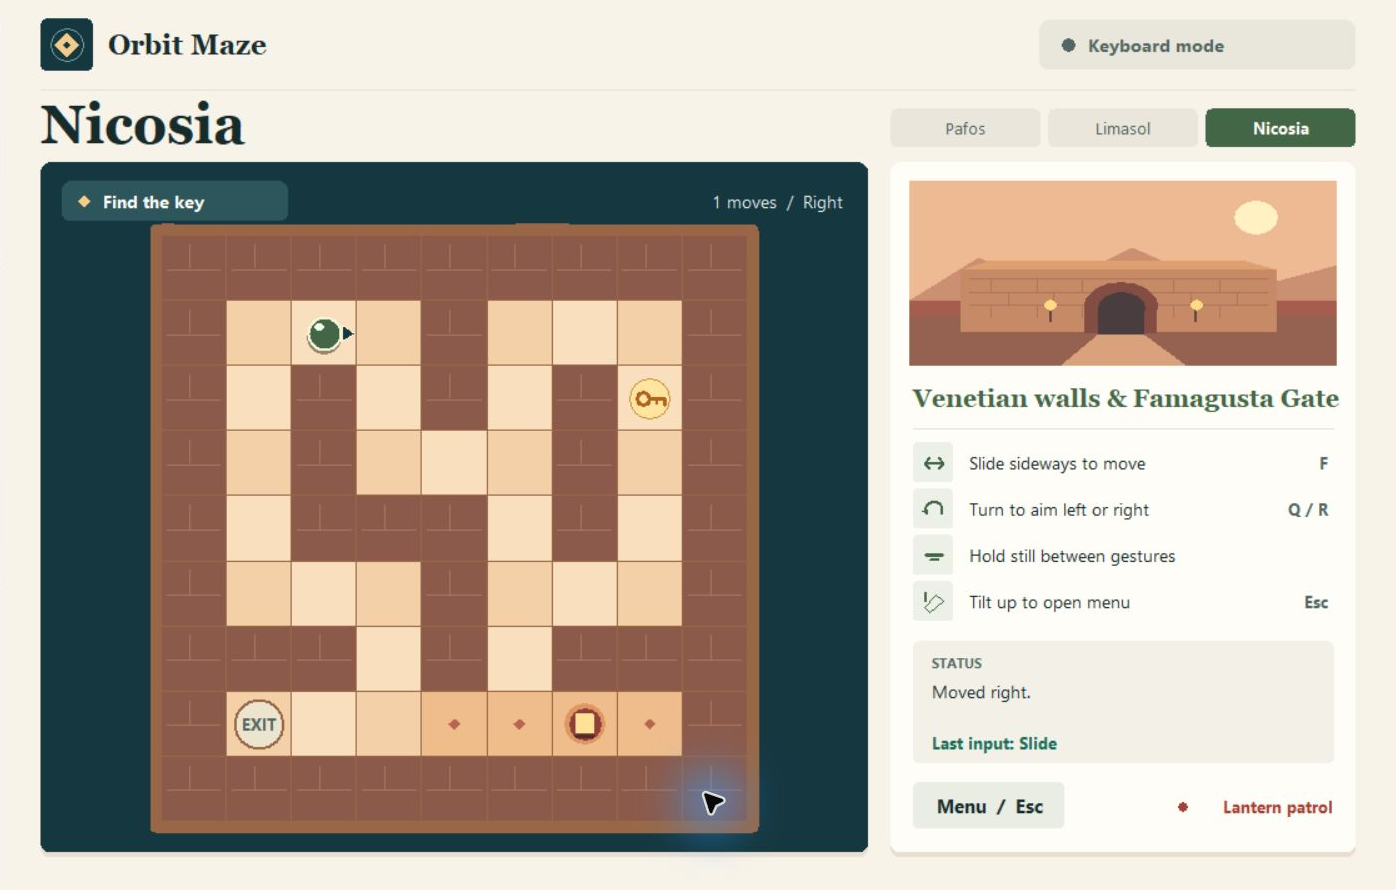 Orbit Maze
Keyboard mode
Nicosia
Pafos
Limasol
Nicosia
Find the key
1 moves / Right
EXIT
Venetian walls & Famagusta Gate
Slide sideways to move F
Turn to aim left or right Q / R
Hold still between gestures
Tilt up to open menu Esc
STATUS
Moved right.
Last input: Slide
Menu / Esc
Lantern patrol